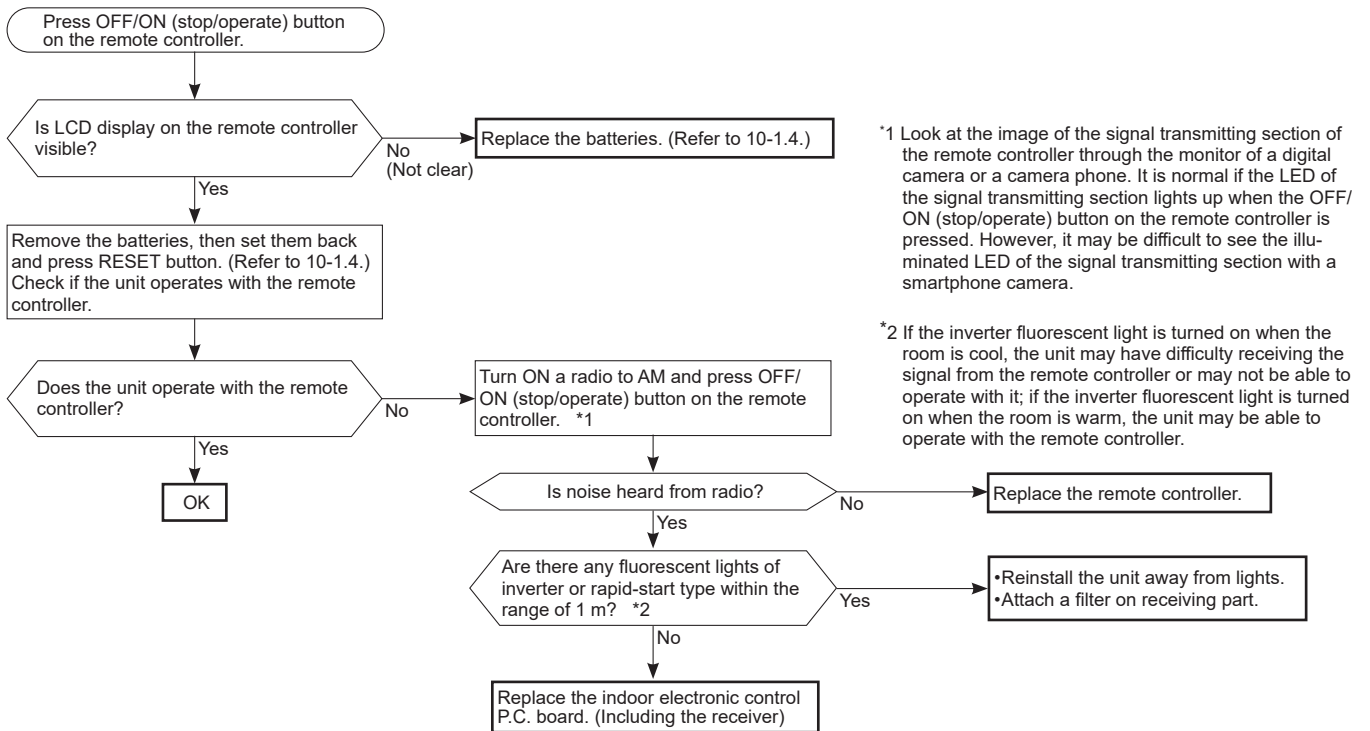 Press OFF/ON (stop/operate) button
on the remote controller.
Is LCD display on the remote controller
visible?
No
(Not clear)
Replace the batteries. (Refer to 10-1.4.)
Yes
Remove the batteries, then set them back
and press RESET button. (Refer to 10-1.4.)
Check if the unit operates with the remote
controller.
Does the unit operate with the remote
controller?
No
Yes
OK
Turn ON a radio to AM and press OFF/
ON (stop/operate) button on the remote
controller. *1
Is noise heard from radio?
No
Replace the remote controller.
Yes
Are there any fluorescent lights of
inverter or rapid-start type within the
range of 1 m? *2
Yes
•Reinstall the unit away from lights.
•Attach a filter on receiving part.
No
Replace the indoor electronic control
P.C. board. (Including the receiver)
*1 Look at the image of the signal transmitting section of
the remote controller through the monitor of a digital
camera or a camera phone. It is normal if the LED of
the signal transmitting section lights up when the OFF/
ON (stop/operate) button on the remote controller is
pressed. However, it may be difficult to see the illu-
minated LED of the signal transmitting section with a
smartphone camera.
*2 If the inverter fluorescent light is turned on when the
room is cool, the unit may have difficulty receiving the
signal from the remote controller or may not be able to
operate with it; if the inverter fluorescent light is turned
on when the room is warm, the unit may be able to
operate with the remote controller.